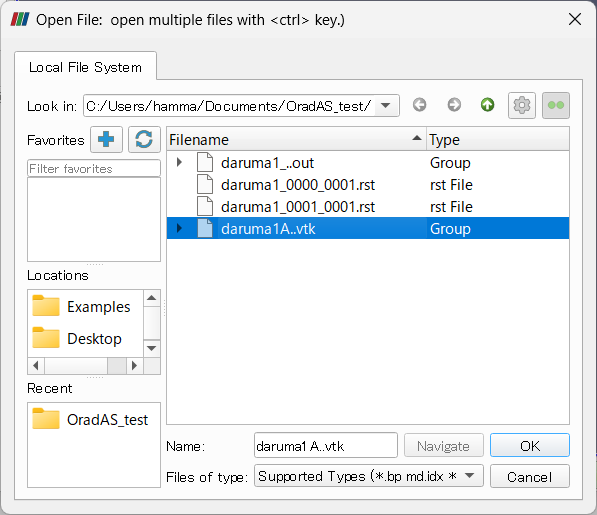 Open File:  open multiple files with <ctrl> key.)
Local File System
Look in: C:/Users/hamma/Documents/OradAS_test/
Favorites
Filter favorites
Filename Type
daruma1_..out Group
daruma1_0000_0001.rst rst File
daruma1_0001_0001.rst rst File
daruma1A..vtk Group
Locations
Examples
Desktop
Recent
OradAS_test
Name: daruma1A..vtk Navigate OK
Files of type: Supported Types (*.bp md.idx * Cancel